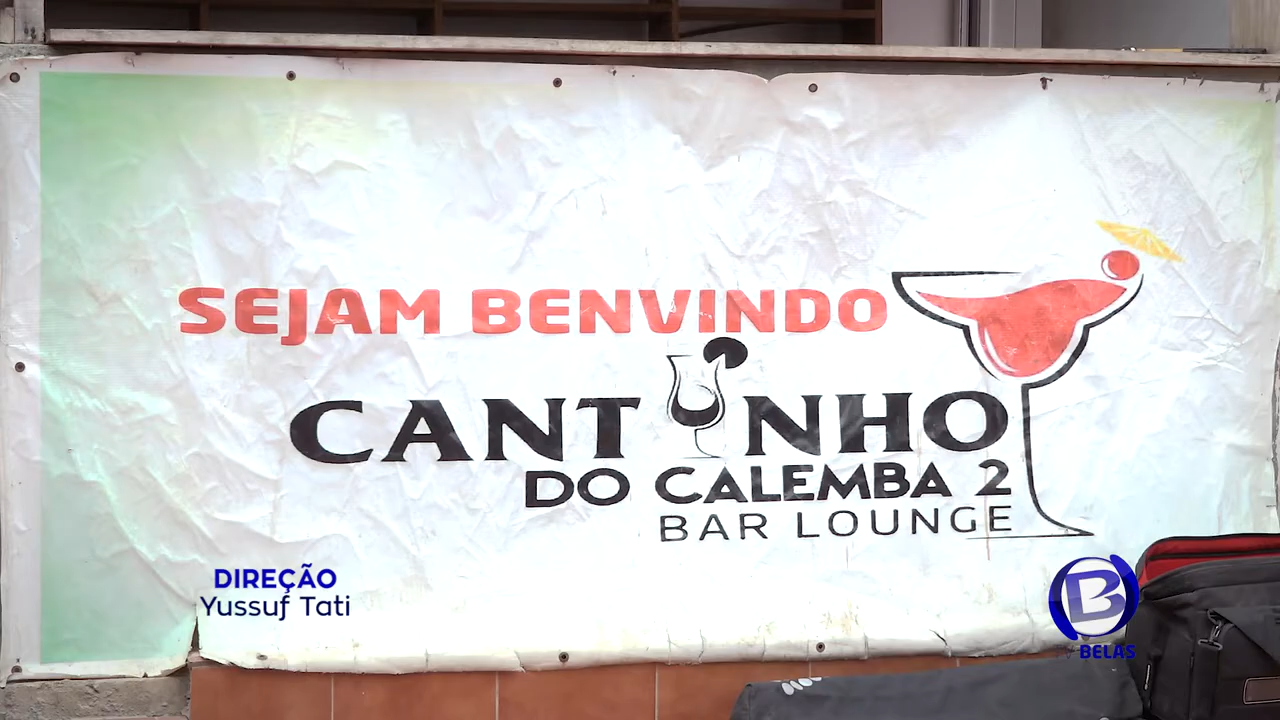 SEJAM BENVINDO
CANTINHO
DO CALEMBA 2
BAR LOUNGE
DIREÇÃO
Yussuf Tati
B
BELAS